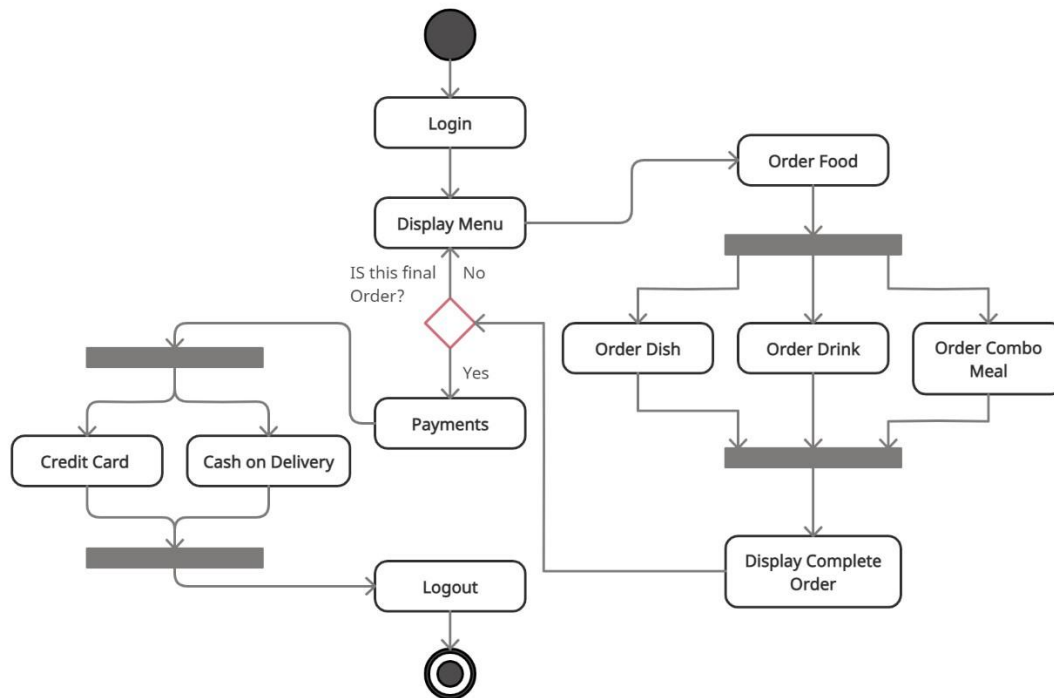 Login
Order Food
Display Menu
IS this final
Order?
No
Order Dish
Order Drink
Order Combo
Meal
Yes
Payments
Credit Card
Cash on Delivery
Display Complete
Order
Logout